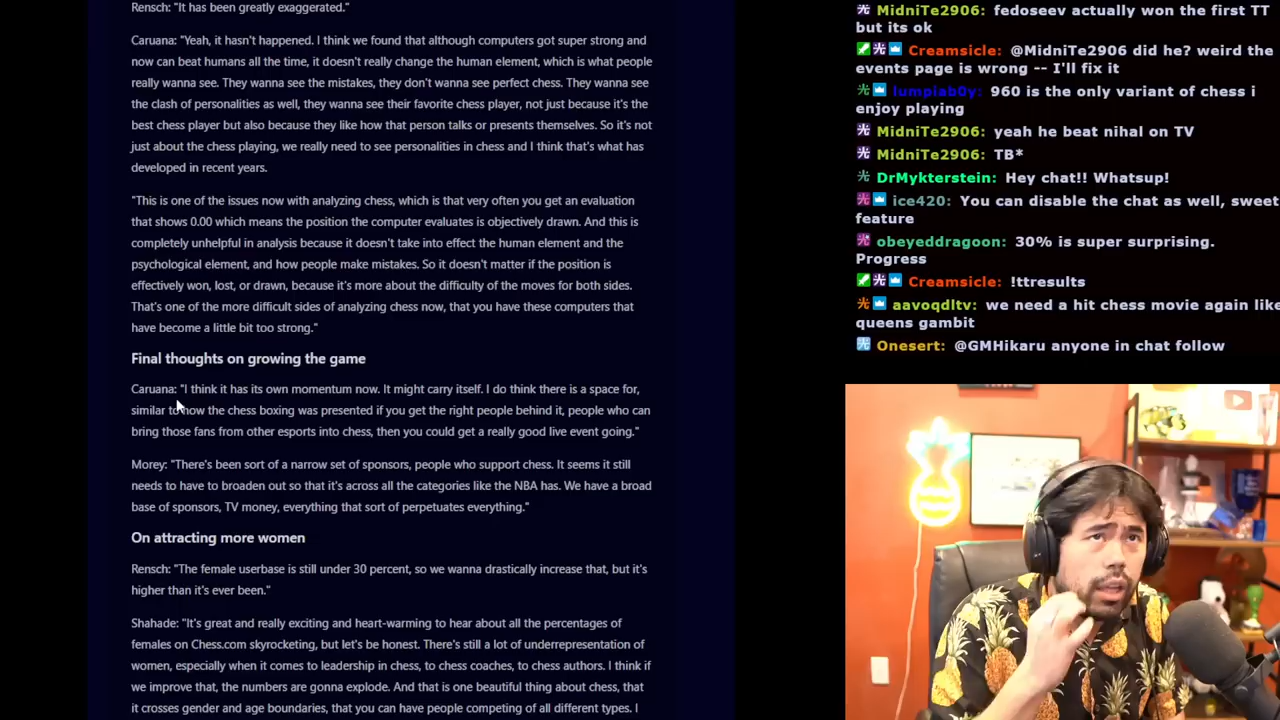 Rensch: "It has been greatly exaggerated."
Caruana: "Yeah, it hasn't happened. I think we found that although computers got super strong and
now can beat humans all the time, it doesn't really change the human element, which is what people
really wanna see. They wanna see the mistakes, they don't wanna see perfect chess. They wanna see
the clash of personalities as well, they wanna see their favorite chess player, not just because it's the
best chess player but also because they like how that person talks or presents themselves. So it's not
just about the chess playing, we really need to see personalities in chess and I think that's what has
developed in recent years.
"This is one of the issues now with analyzing chess, which is that very often you get an evaluation
that shows 0.00 which means the position the computer evaluates is objectively drawn. And this is
completely unhelpful in analysis because it doesn't take into effect the human element and the
psychological element, and how people make mistakes. So it doesn't matter if the position is
effectively won, lost, or drawn, because it's more about the difficulty of the moves for both sides.
That's one of the more difficult sides of analyzing chess now, that you have these computers that
have become a little bit too strong."
Final thoughts on growing the game
Caruana: "I think it has its own momentum now. It might carry itself. I do think there is a space for,
similar to how the chess boxing was presented if you get the right people behind it, people who can
bring those fans from other esports into chess, then you could get a really good live event going."
Morey: "There's been sort of a narrow set of sponsors, people who support chess. It seems it still
needs to have to broaden out so that it's across all the categories like the NBA has. We have a broad
base of sponsors, TV money, everything that sort of perpetuates everything."
On attracting more women
Rensch: "The female userbase is still under 30 percent, so we wanna drastically increase that, but it's
higher than it's ever been."
Shahade: "It's great and really exciting and heart-warming to hear about all the percentages of
females on Chess.com skyrocketing, but let's be honest. There's still a lot of underrepresentation of
women, especially when it comes to leadership in chess, to chess coaches, to chess authors. I think if
we improve that, the numbers are gonna explode. And that is one beautiful thing about chess, that
it crosses gender and age boundaries, that you can have people competing of all different types. I
MidniTe2906: fedoseev actually won the first TT
but its ok
Creamsicle: @MidniTe2906 did he? weird the
events page is wrong -- I'll fix it
lumpiab0y: 960 is the only variant of chess i
enjoy playing
MidniTe2906: yeah he beat nihal on TV
MidniTe2906: TB*
DrMykterstein: Hey chat!! Whatsup!
ice420: You can disable the chat as well, sweet
feature
obeyeddragoon: 30% is super surprising.
Progress
Creamsicle: !ttresults
aavoqdltv: we need a hit chess movie again like
queens gambit
Onesert: @GMHikaru anyone in chat follow